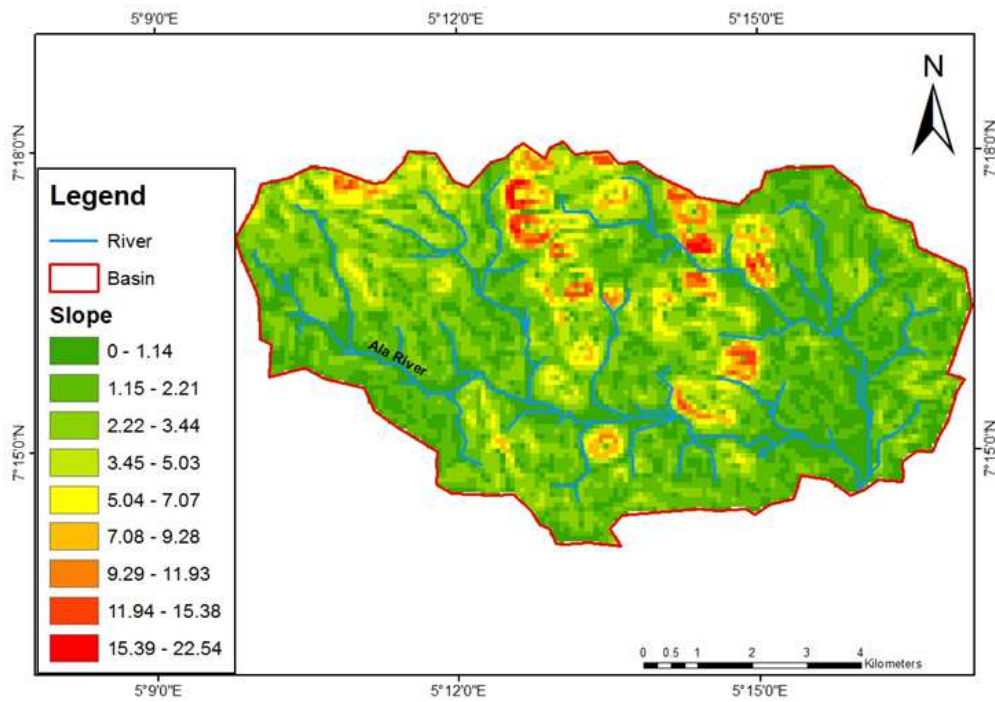 5°9'0"E 5°12'0"E 5°15'0"E
N
7°18'0"N 7°18'0"N
Legend
River
Basin
Slope
0 - 1.14
1.15 - 2.21
2.22 - 3.44
3.45 - 5.03
5.04 - 7.07
7.08 - 9.28
9.29 - 11.93
11.94 - 15.38
15.39 - 22.54
Ala River
7°15'0"N 7°15'0"N
0 0.5 1 2 3 4
Kilometers
5°9'0"E 5°12'0"E 5°15'0"E